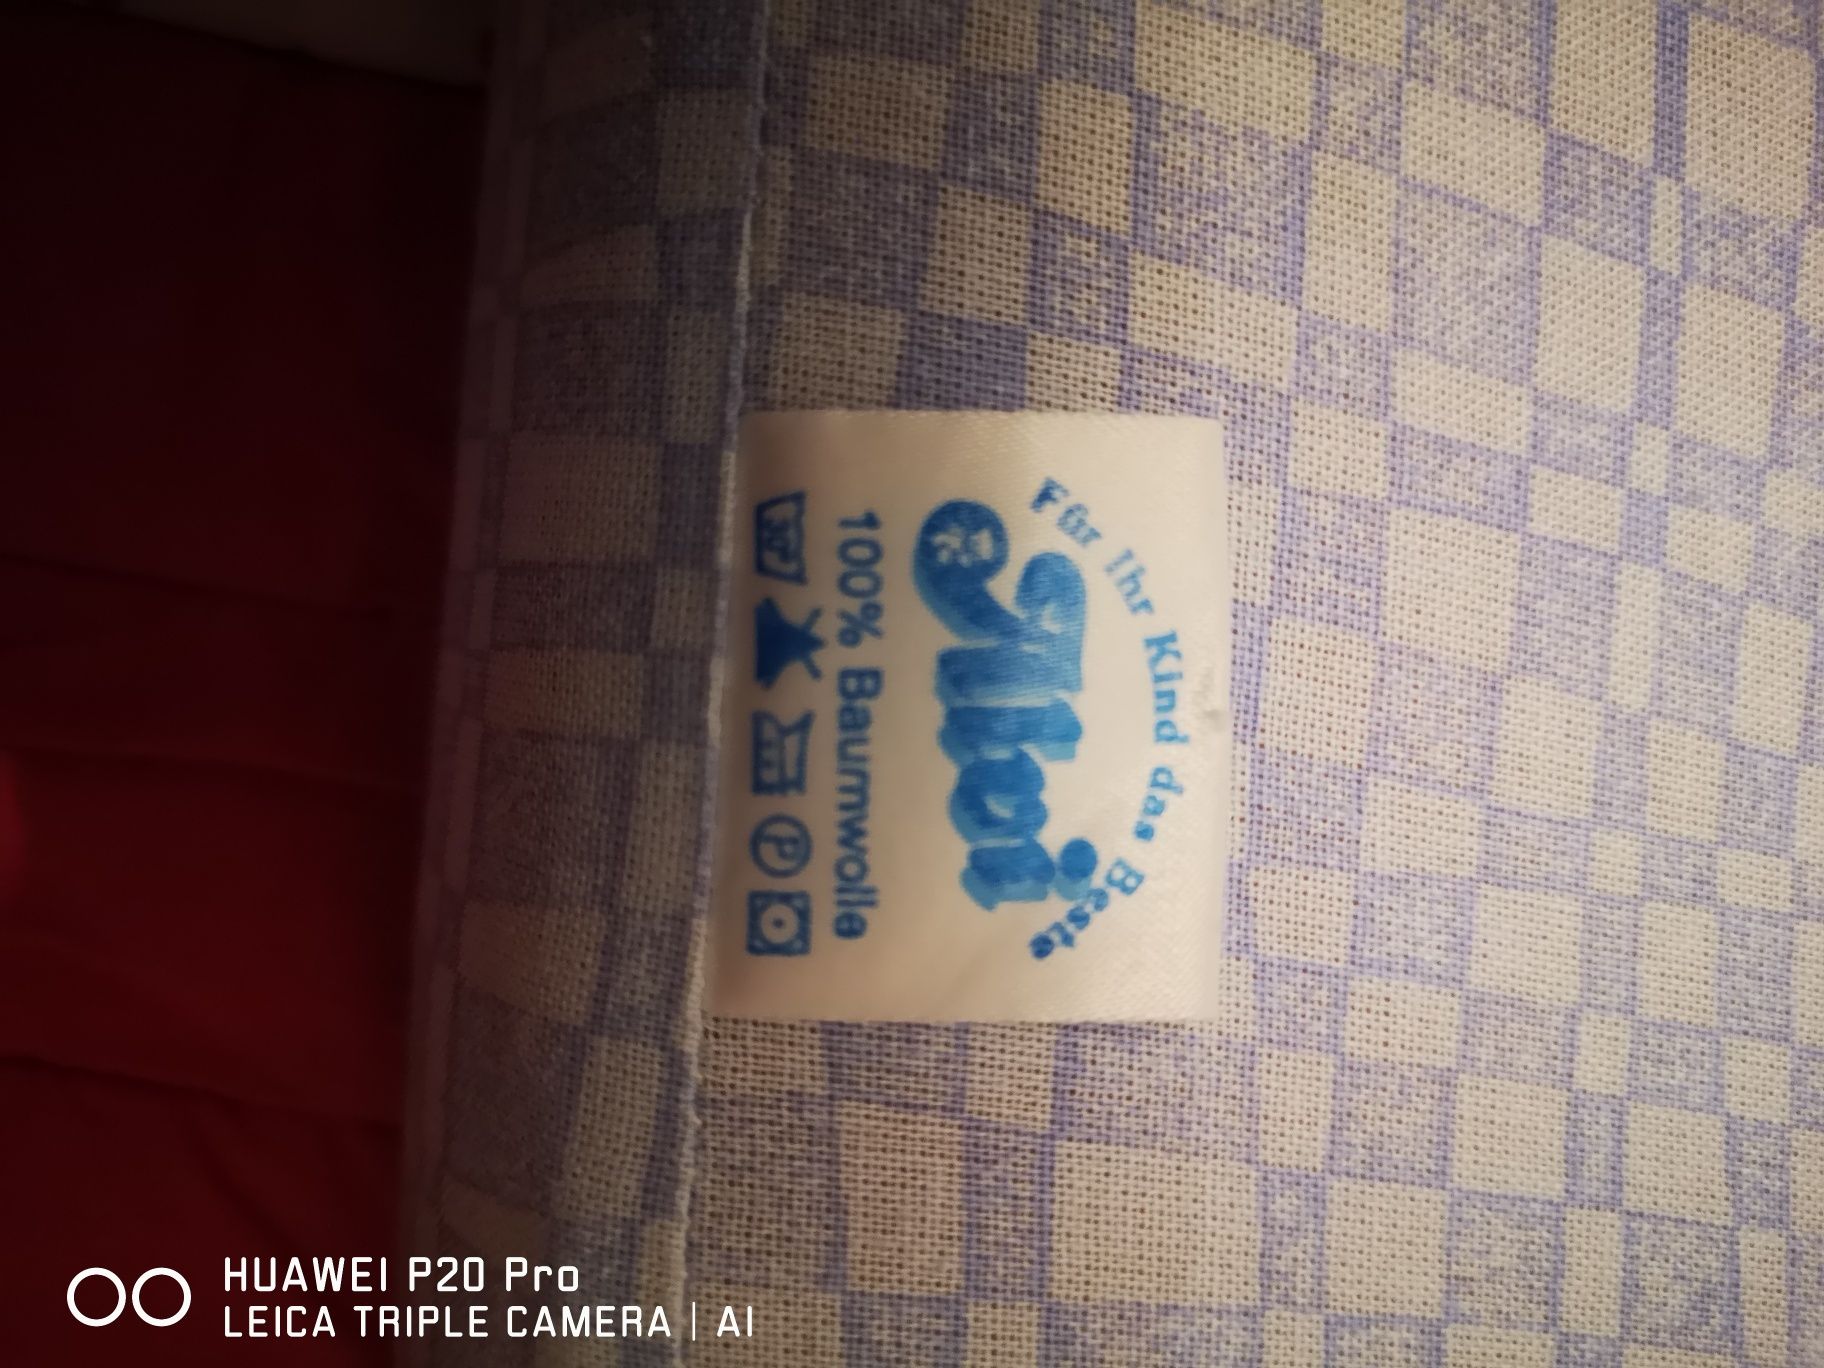 Für Ihr Kind das Beste
Alvi
100% Baumwolle
P
HUAWEI P20 Pro
LEICA TRIPLE CAMERA | AI